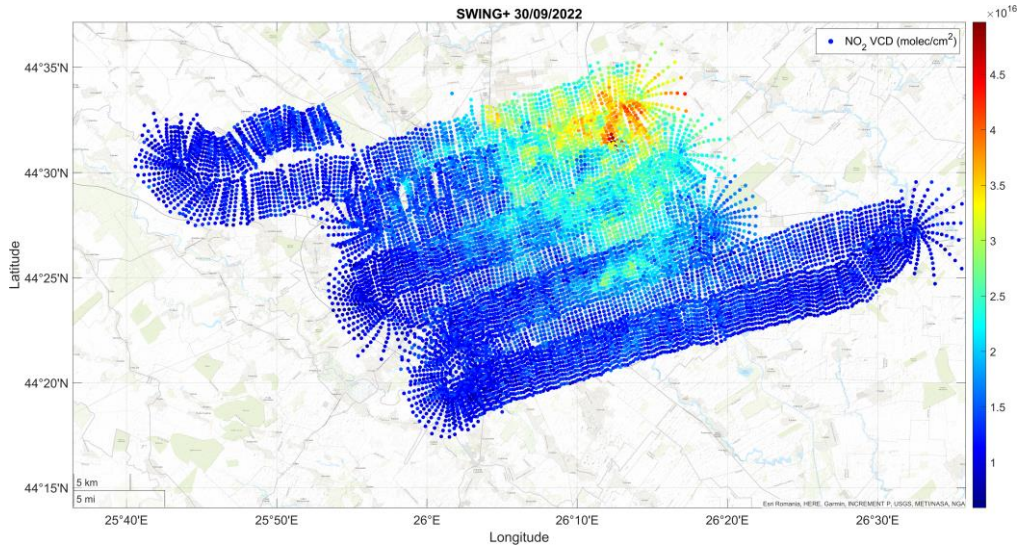 SWING+ 30/09/2022
×10¹⁶
NO₂ VCD (molec/cm²)
44°35'N
44°30'N
44°25'N
44°20'N
44°15'N
Latitude
4.5
4
3.5
3
2.5
2
1.5
1
5 km
5 mi
Esri Romania, HERE, Garmin, INCREMENT P, USGS, METI/NASA, NGA
25°40'E 25°50'E 26°E 26°10'E 26°20'E 26°30'E
Longitude